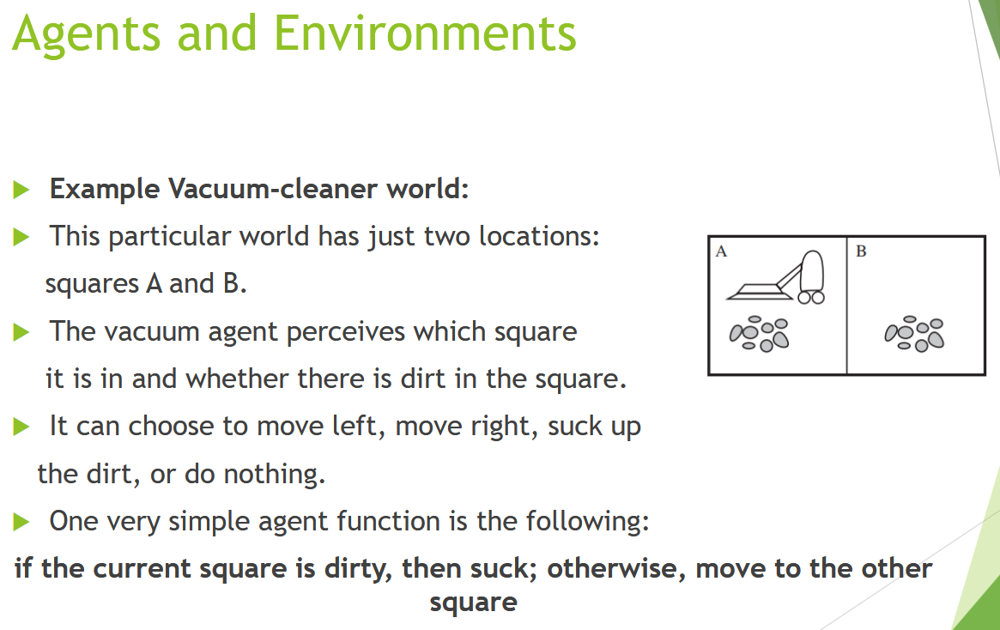 Agents and Environments
Example Vacuum-cleaner world:
This particular world has just two locations:
squares A and B.
The vacuum agent perceives which square
it is in and whether there is dirt in the square.
It can choose to move left, move right, suck up
the dirt, or do nothing.
One very simple agent function is the following:
if the current square is dirty, then suck; otherwise, move to the other
square
A
B